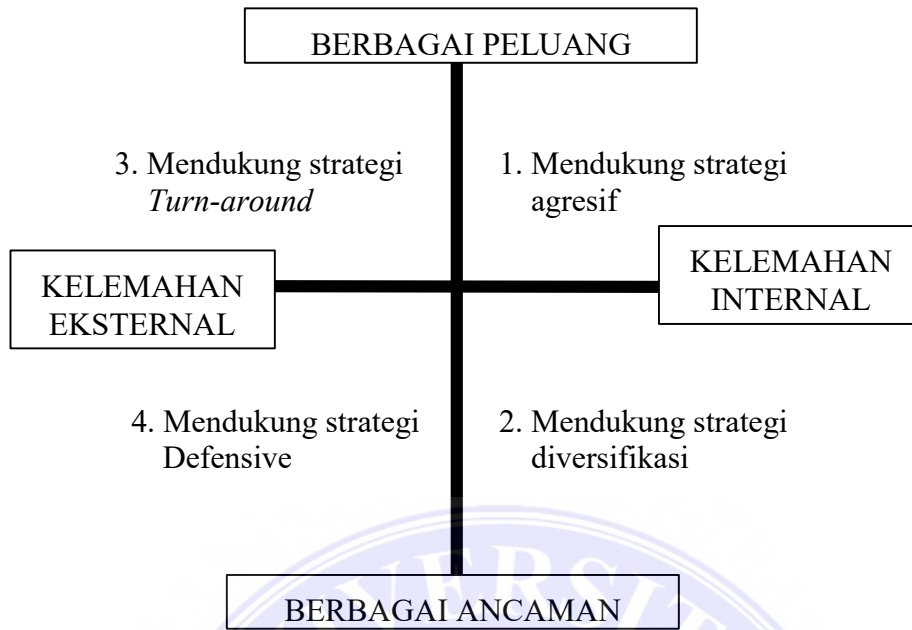 BERBAGAI PELUANG
3. Mendukung strategi
Turn-around
1. Mendukung strategi
agresif
KELEMAHAN
EKSTERNAL
KELEMAHAN
INTERNAL
4. Mendukung strategi
Defensive
2. Mendukung strategi
diversifikasi
BERBAGAI ANCAMAN